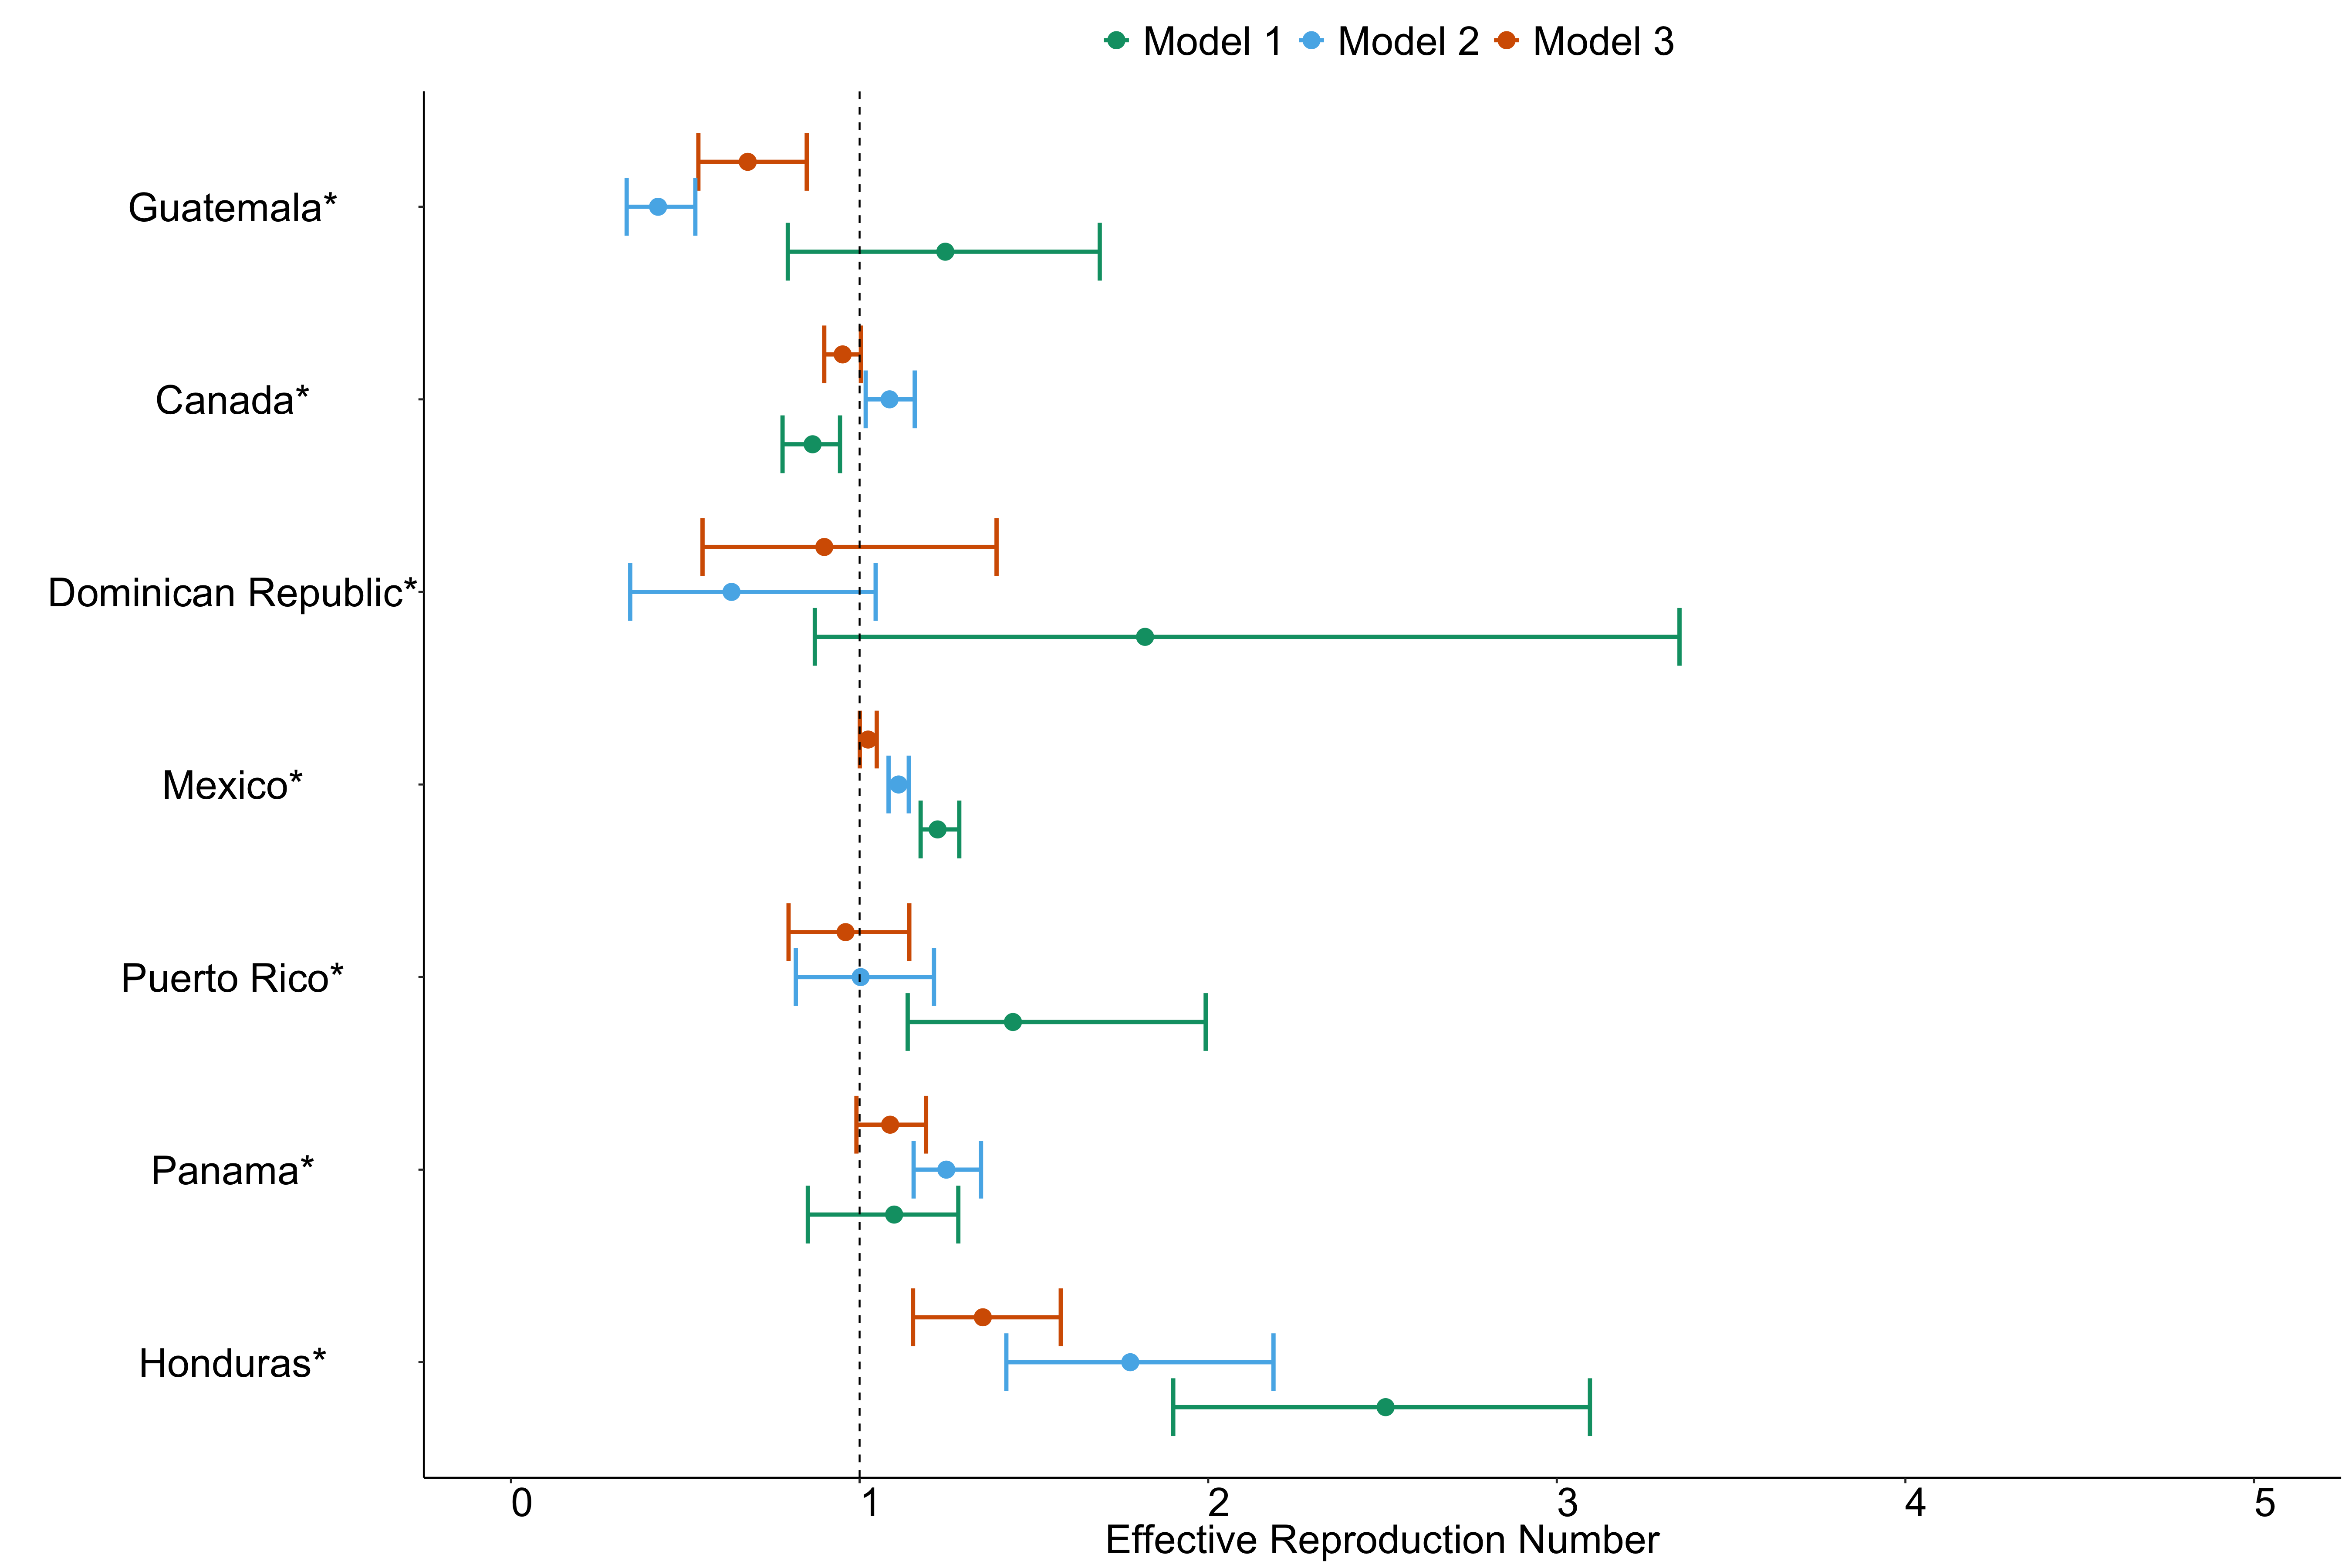 Model 1 Model 2 Model 3
Guatemala*
Canada*
Dominican Republic*
Mexico*
Puerto Rico*
Panama*
Honduras*
0 1 2 3 4 5
Effective Reproduction Number